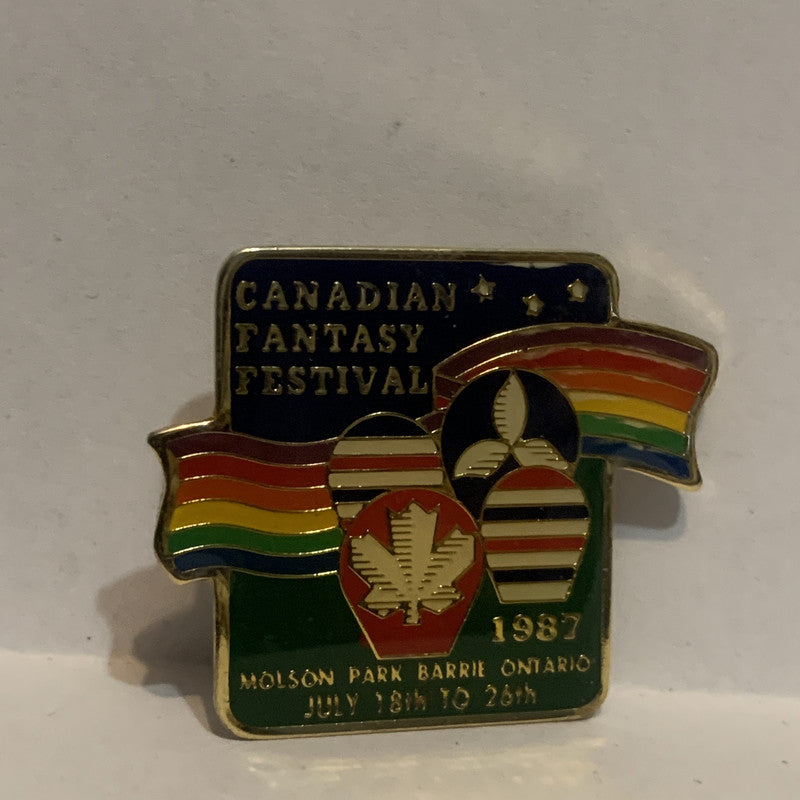 CANADIAN
FANTASY
FESTIVAL
1987
MOLSON PARK BARRIE ONTARIO
JULY 18th TO 26th